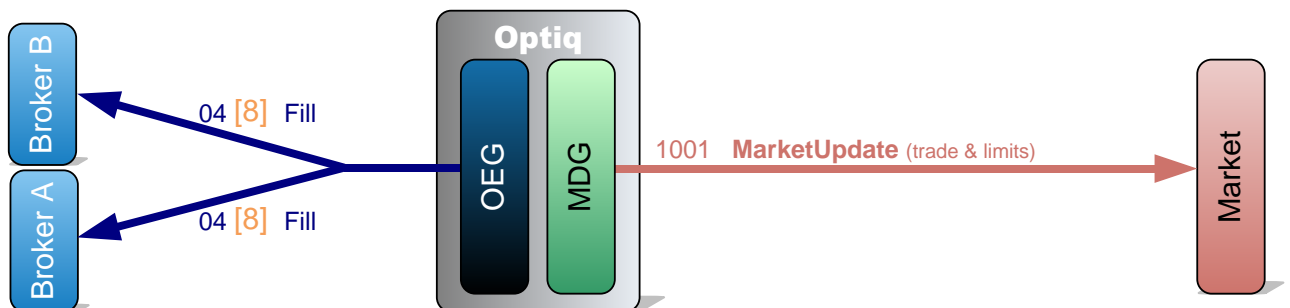 Optiq
Broker B
04 [8] Fill
OEG
MDG
1001 MarketUpdate (trade & limits)
Market
Broker A
04 [8] Fill